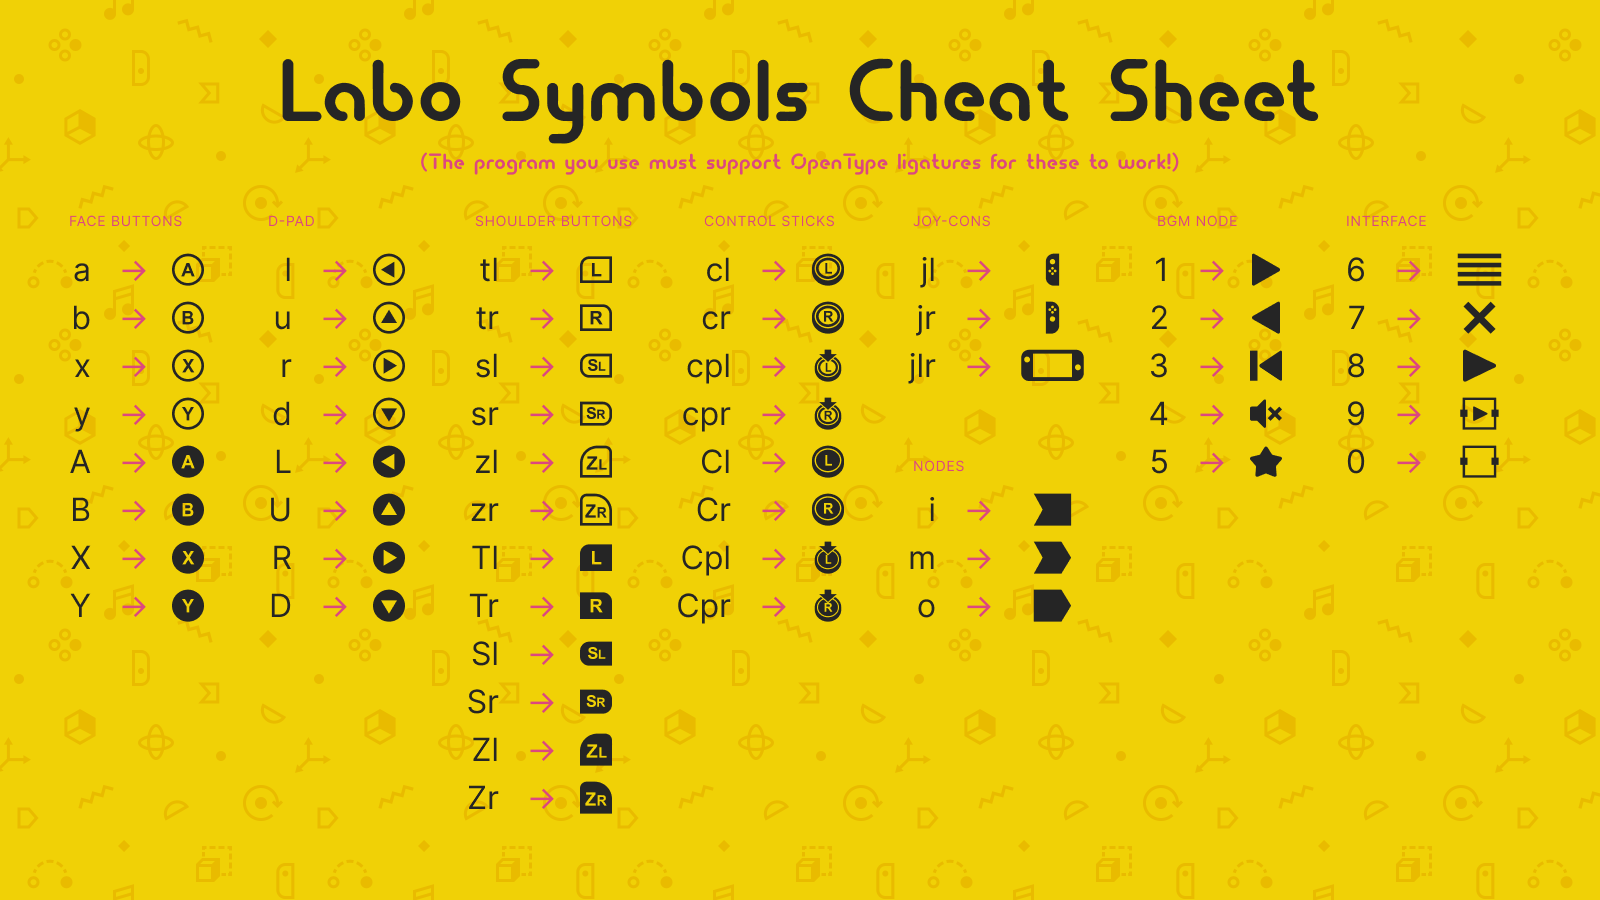 Labo Symbols Cheat Sheet
(The program you use must support OpenType ligatures for these to work!)
FACE BUTTONS
a → A
b → B
x → X
y → Y
A → A
B → B
X → X
Y → Y
D-PAD
l →
u →
r →
d →
L →
U →
R →
D →
SHOULDER BUTTONS
tl → L
tr → R
sl → SL
sr → SR
zl → ZL
zr → ZR
Tl → L
Tr → R
Sl → SL
Sr → SR
Zl → ZL
Zr → ZR
CONTROL STICKS
cl → L
cr → R
cpl → L
cpr → R
Cl → L
Cr → R
Cpl → L
Cpr → R
JOY-CONS
jl →
jr →
jlr →
NODES
i →
m →
o →
BGM NODE
1 →
2 →
3 →
4 →
5 →
INTERFACE
6 →
7 →
8 →
9 →
0 →